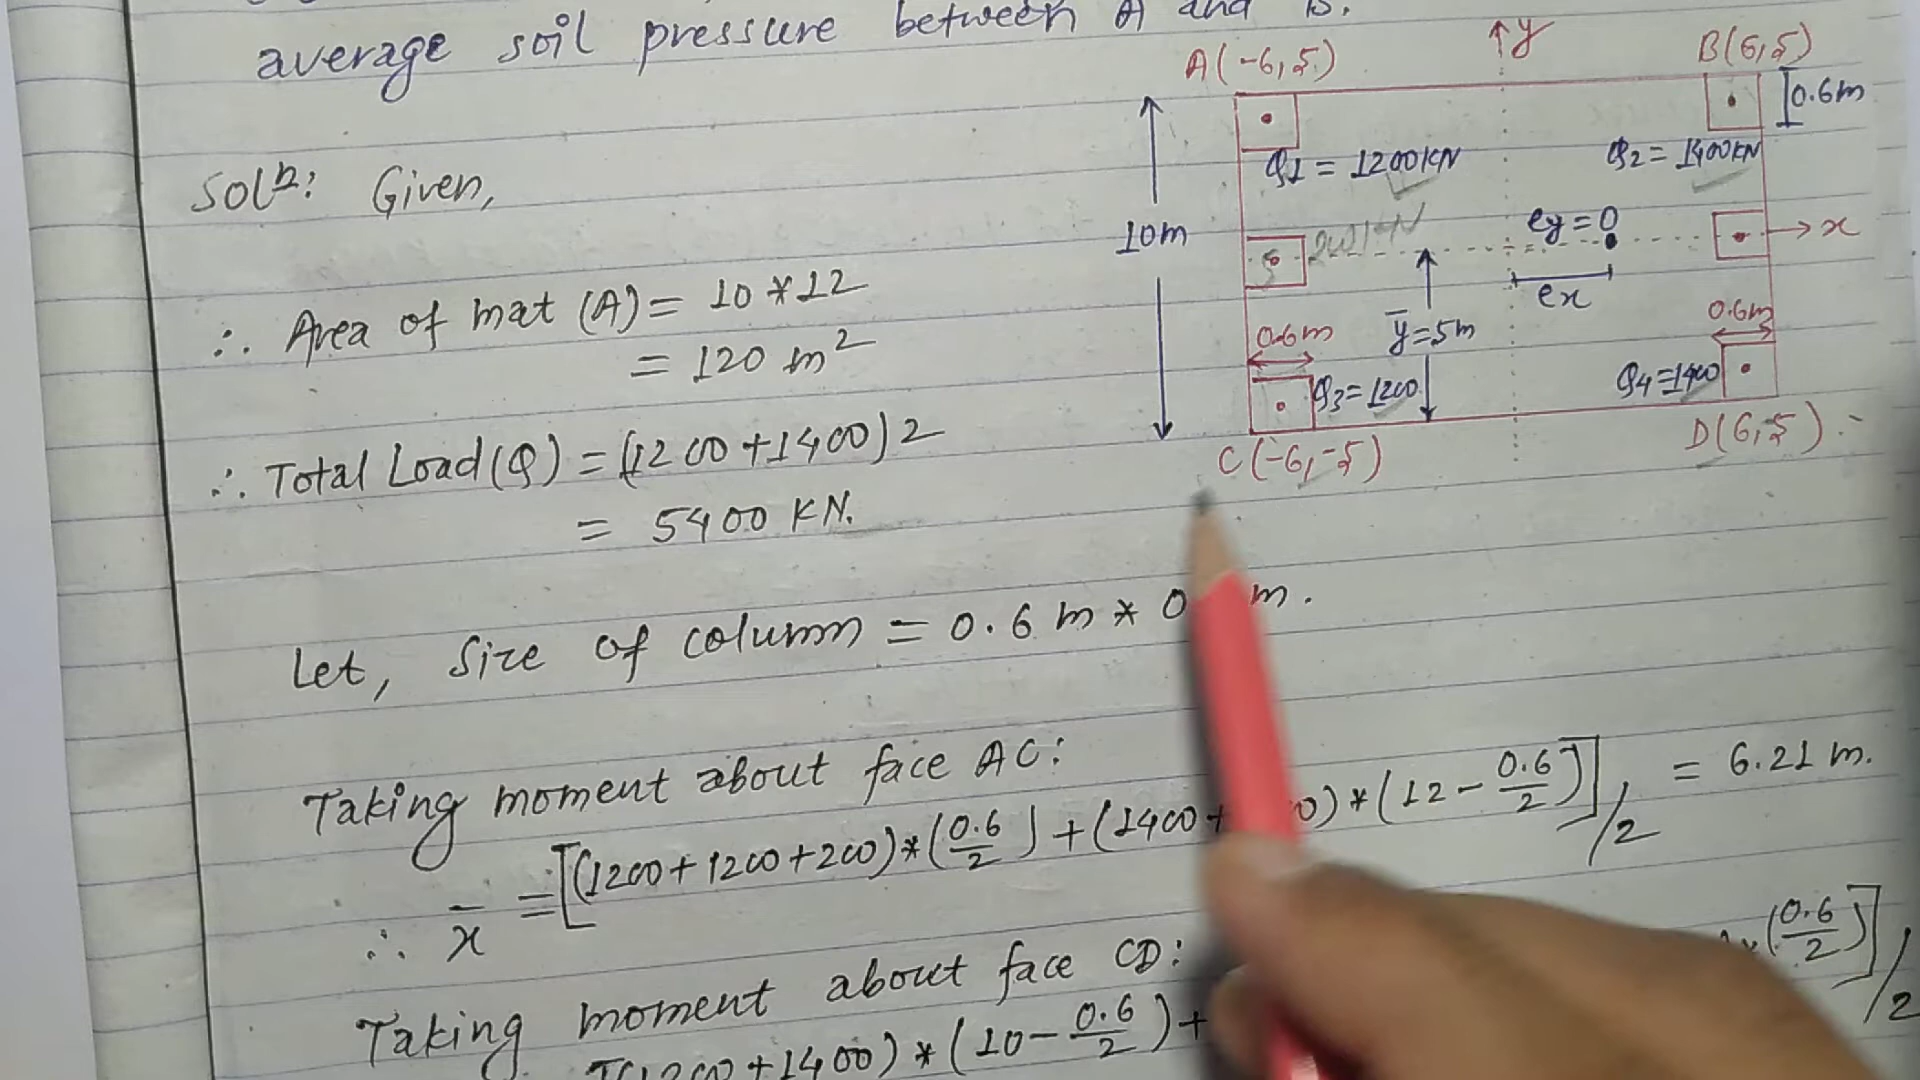 average soil pressure between A and B.
Solⁿ: Given,
∴ Area of mat (A) = 10 * 12
= 120 m²
∴ Total Load (Q) = (1200 + 1400) 2
= 5400 KN.
Let, Size of column = 0.6 m * 0 m.
Taking moment about face AC:
∴ x̄ = [(1200 + 1200 + 200) * (0.6/2) + (1400 + 0) * (12 - 0.6/2)]/2 = 6.21 m.
Taking moment about face CD:
[(1200 + 1400) * (10 - 0.6/2) + * (0.6/2)]/2
A(-6, 5)
↑y
B(6, 5)
0.6m
Q1 = 1200KN
Q2 = 1400KN
10m
ey = 0
→ x
ex
0.6m
ȳ = 5m
0.6m
Q3 = 1200
Q4 = 1400
C(-6, -5)
D(6, -5)